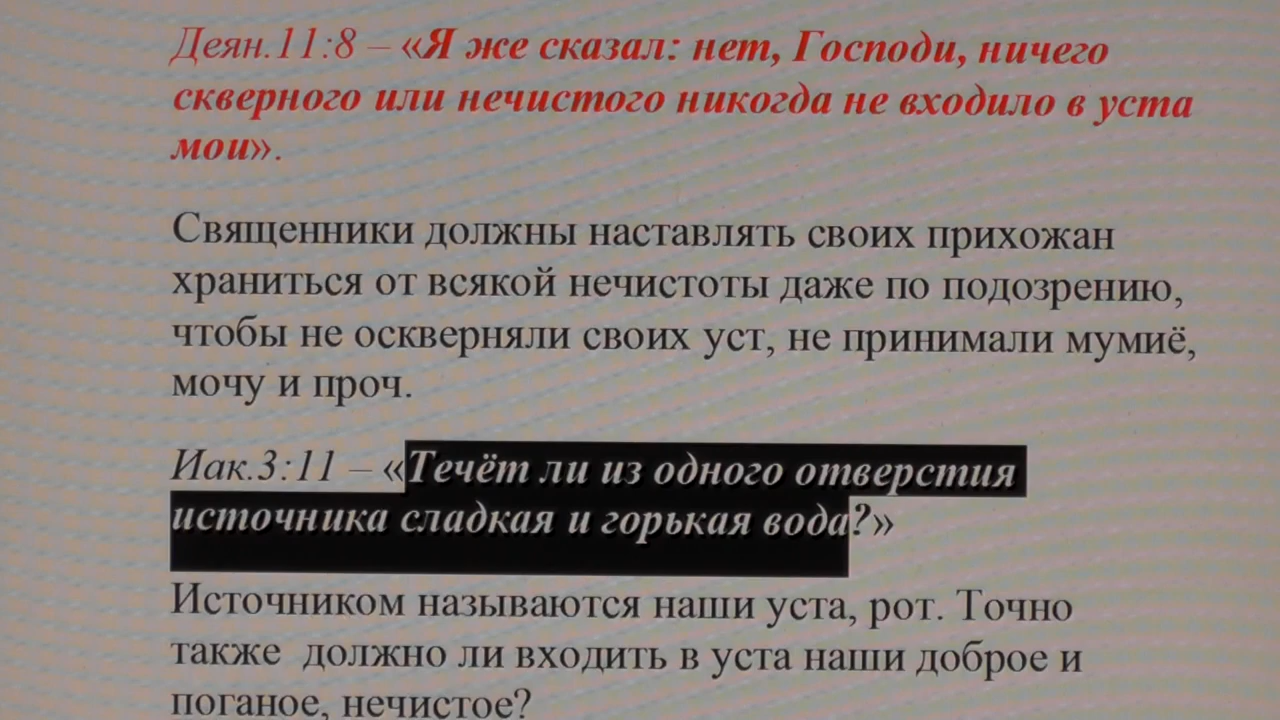 Деян.11:8 – «Я же сказал: нет, Господи, ничего
скверного или нечистого никогда не входило в уста
мои».
Священники должны наставлять своих прихожан
храниться от всякой нечистоты даже по подозрению,
чтобы не оскверняли своих уст, не принимали мумиё,
мочу и проч.
Иак.3:11 – «Течёт ли из одного отверстия
источника сладкая и горькая вода?»
Источником называются наши уста, рот. Точно
также  должно ли входить в уста наши доброе и
поганое, нечистое?